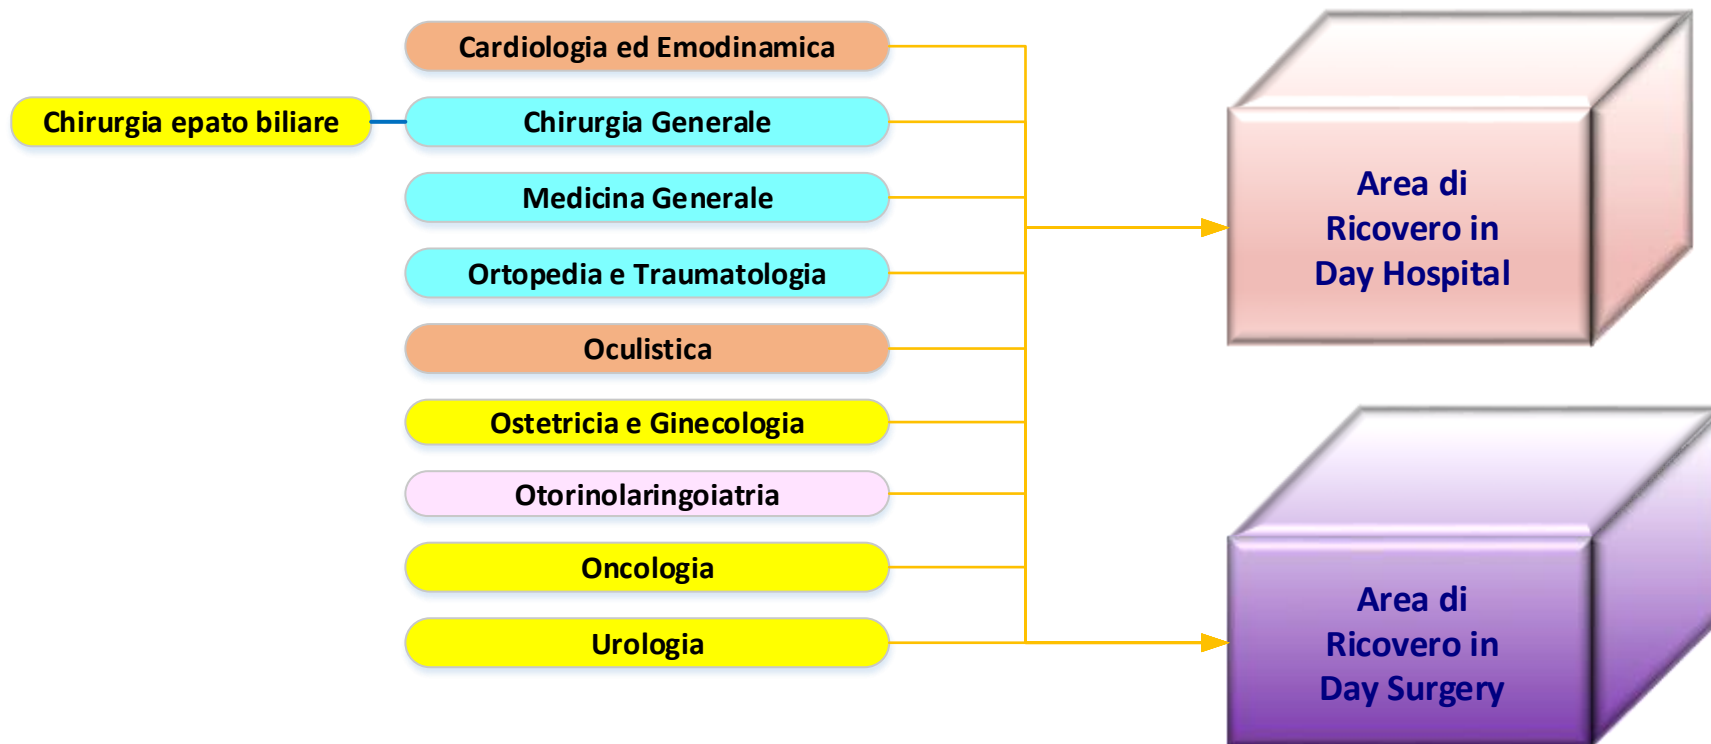 Cardiologia ed Emodinamica
Chirurgia epato biliare
Chirurgia Generale
Medicina Generale
Ortopedia e Traumatologia
Oculistica
Ostetricia e Ginecologia
Otorinolaringoiatria
Oncologia
Urologia
Area di
Ricovero in
Day Hospital
Area di
Ricovero in
Day Surgery